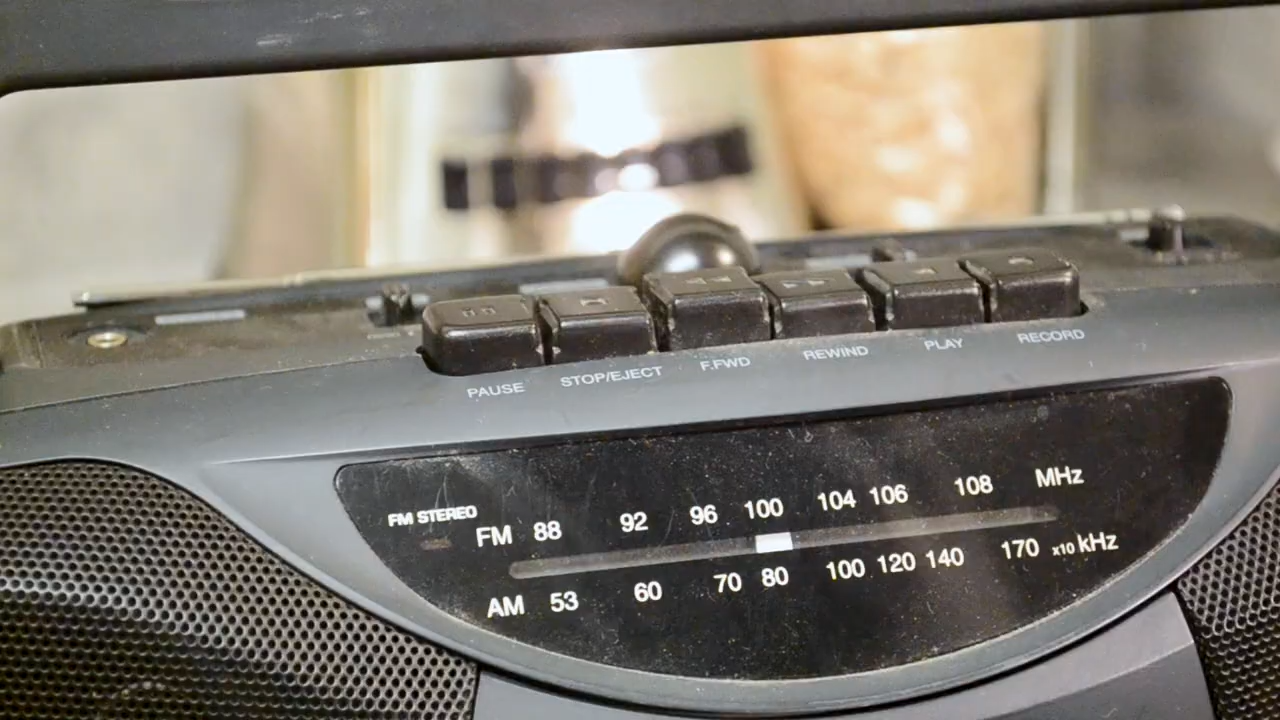 PAUSE STOP/EJECT F.FWD REWIND PLAY RECORD
FM STEREO
FM 88 92 96 100 104 106 108 MHz
AM 53 60 70 80 100 120 140 170 x10 kHz